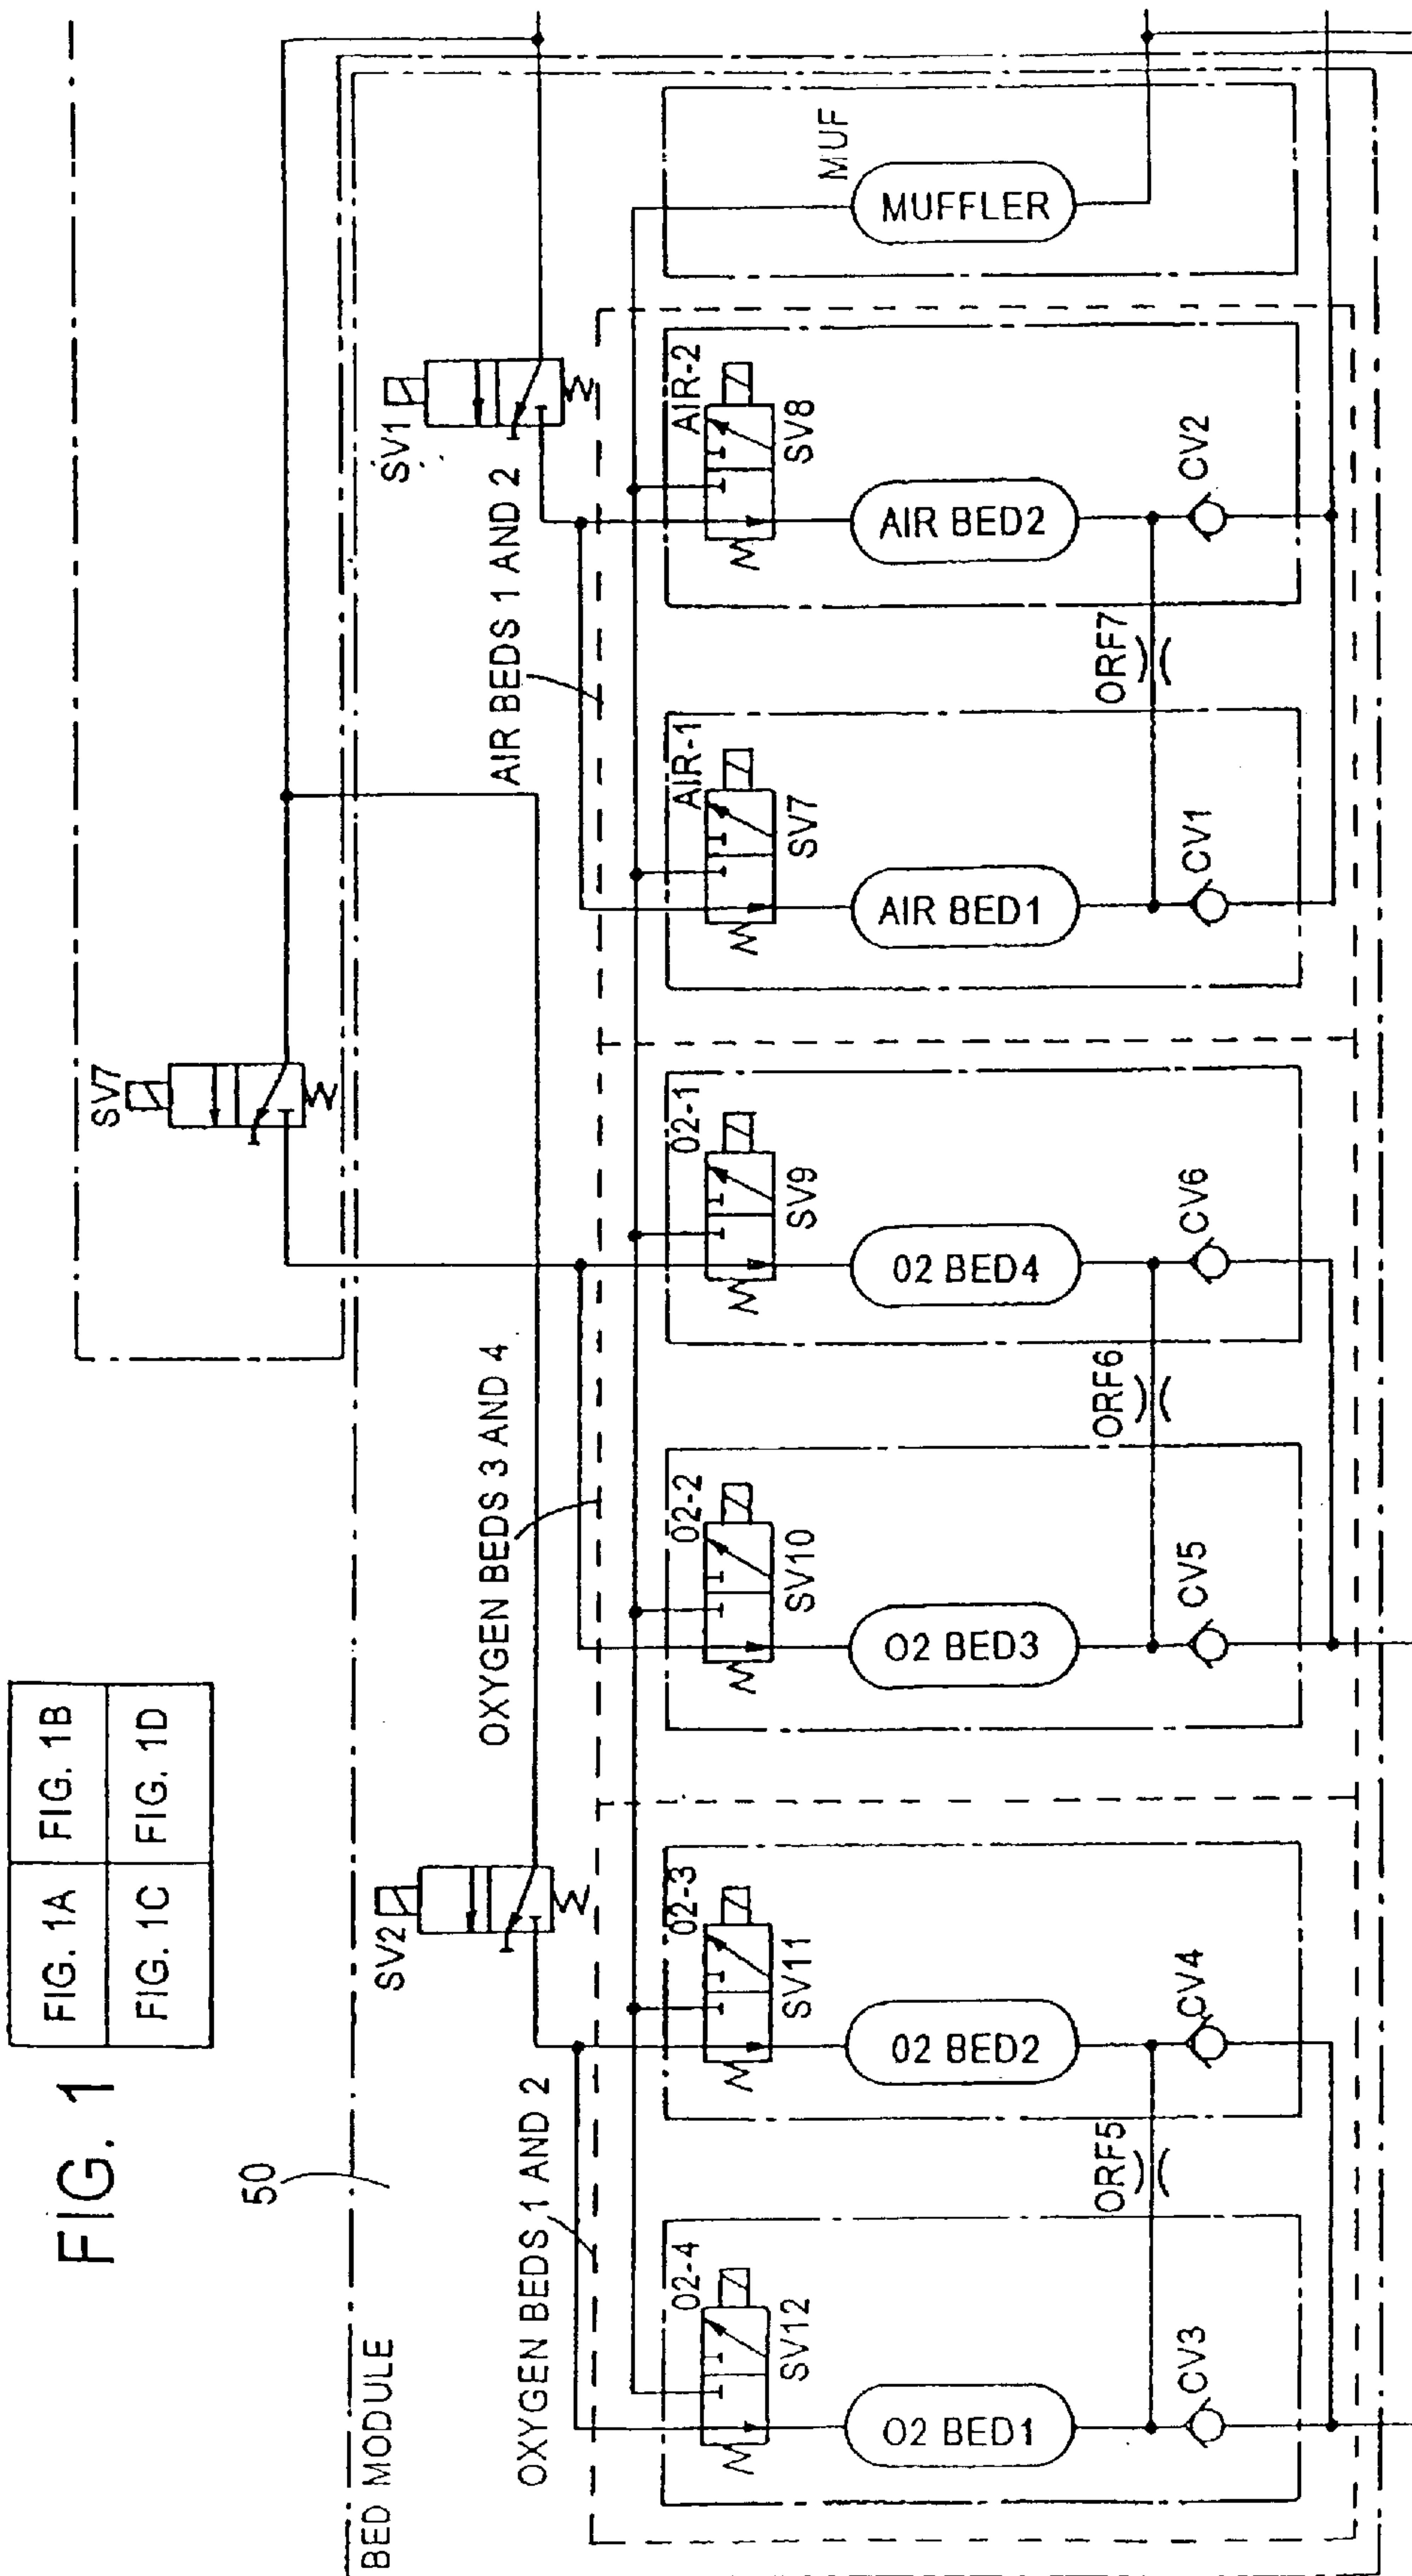 FIG. 1
FIG. 1A FIG. 1B
FIG. 1C FIG. 1D
50
BED MODULE
SV7
SV2
SV1
OXYGEN BEDS 1 AND 2
OXYGEN BEDS 3 AND 4
AIR BEDS 1 AND 2
02-4
02-3
02-2
02-1
AIR-1
AIR-2
MUF
SV12
SV11
SV10
SV9
SV7
SV8
O2 BED1
02 BED2
O2 BED3
02 BED4
AIR BED1
AIR BED2
MUFFLER
ORF5
ORF6
ORF7
CV3
CV4
CV5
CV6
CV1
CV2